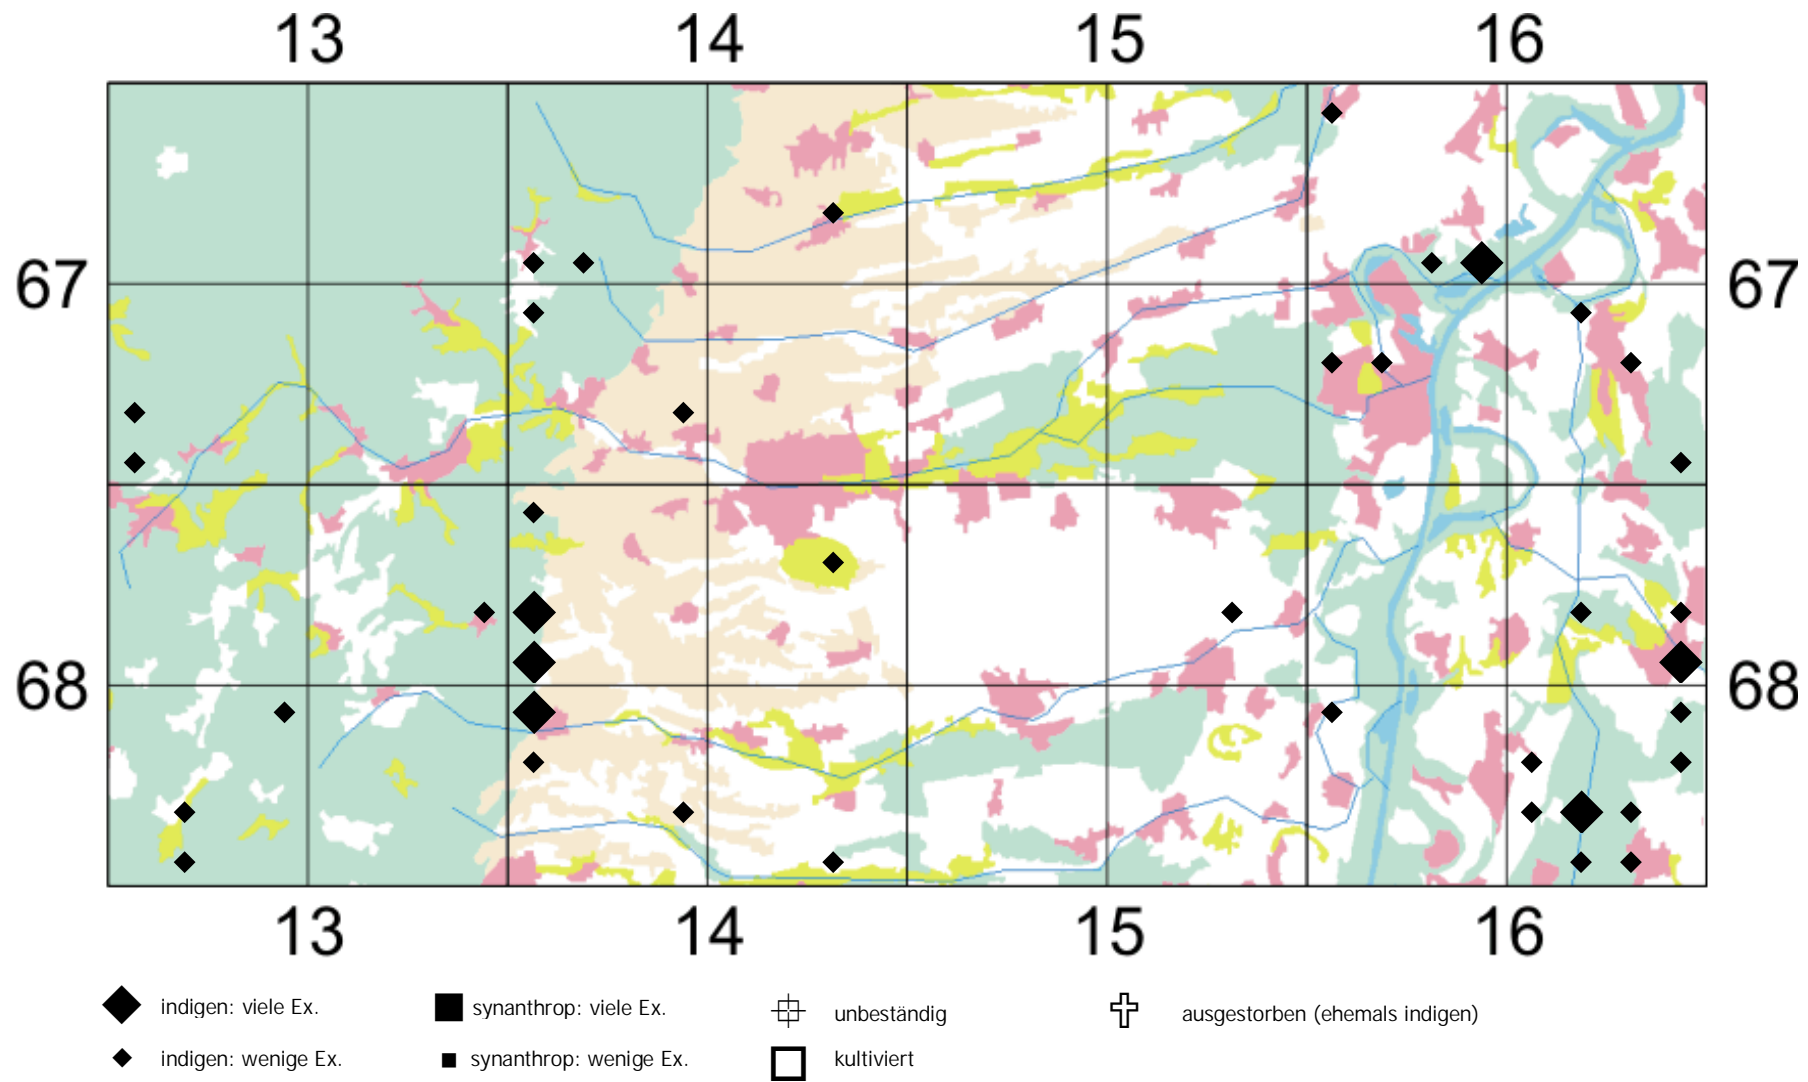 13 14 15 16
67 67
68 68
13 14 15 16
indigen: viele Ex. synanthrop: viele Ex. unbeständig ausgestorben (ehemals indigen)
indigen: wenige Ex. synanthrop: wenige Ex. kultiviert